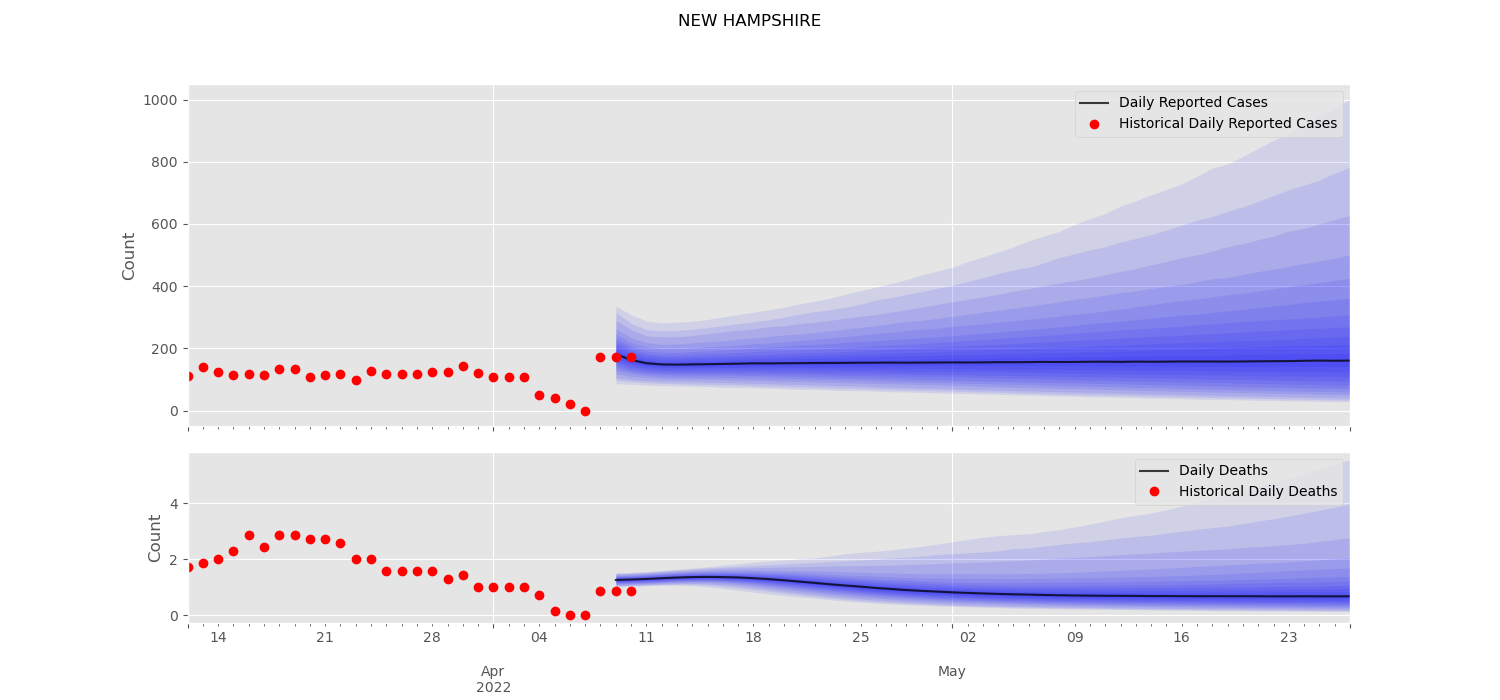 NEW HAMPSHIRE
1000
800
600
400
200
0
Count
Daily Reported Cases
Historical Daily Reported Cases
4
2
0
Count
Daily Deaths
Historical Daily Deaths
14 21 28 04 11 18 25 02 09 16 23
Apr May
2022